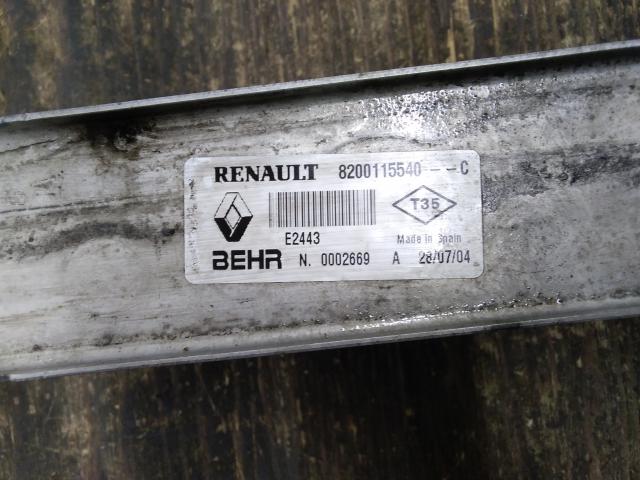 RENAULT 8200115540--C
T35
E2443
Made in Spain
BEHR N. 0002669 A 28/07/04